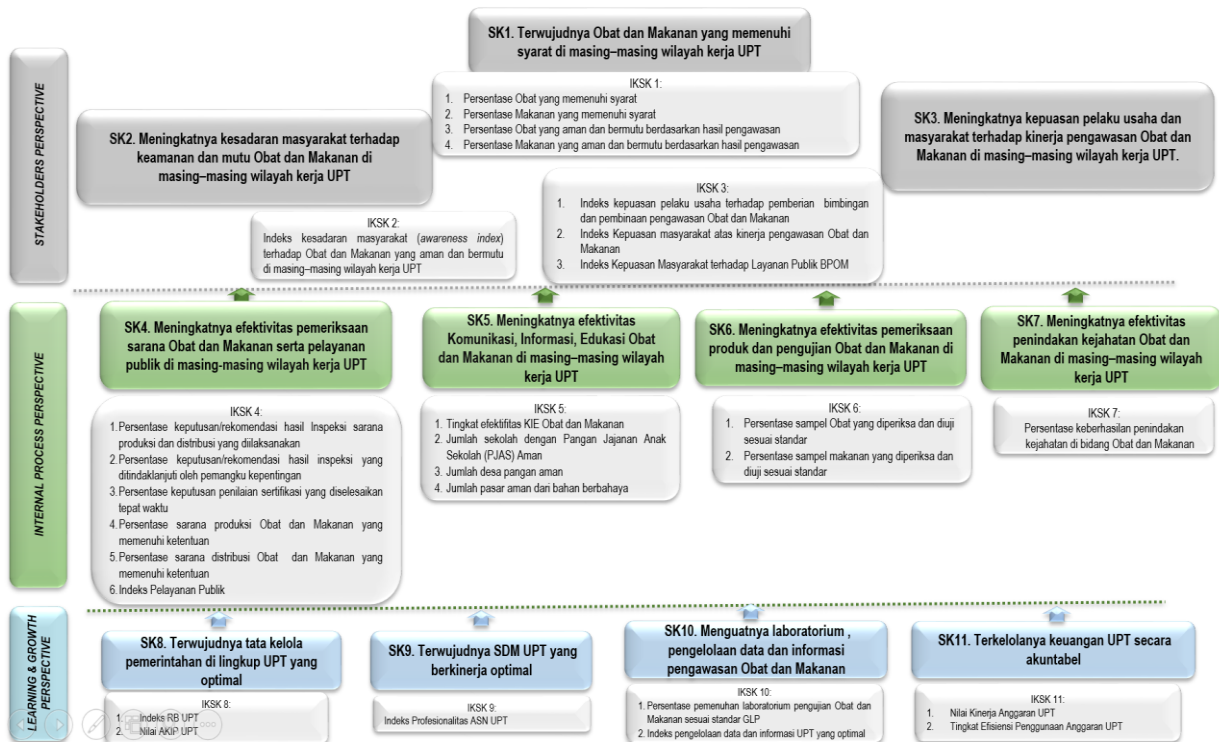 STAKEHOLDERS PERSPECTIVE
SK1. Terwujudnya Obat dan Makanan yang memenuhi
syarat di masing–masing wilayah kerja UPT
IKSK 1:
1. Persentase Obat yang memenuhi syarat
2. Persentase Makanan yang memenuhi syarat
3. Persentase Obat yang aman dan bermutu berdasarkan hasil pengawasan
4. Persentase Makanan yang aman dan bermutu berdasarkan hasil pengawasan
SK2. Meningkatnya kesadaran masyarakat terhadap
keamanan dan mutu Obat dan Makanan di
masing–masing wilayah kerja UPT
IKSK 2:
Indeks kesadaran masyarakat (awareness index)
terhadap Obat dan Makanan yang aman dan bermutu
di masing–masing wilayah kerja UPT
SK3. Meningkatnya kepuasan pelaku usaha dan
masyarakat terhadap kinerja pengawasan Obat dan
Makanan di masing–masing wilayah kerja UPT.
IKSK 3:
1. Indeks kepuasan pelaku usaha terhadap pemberian bimbingan
dan pembinaan pengawasan Obat dan Makanan
2. Indeks Kepuasan masyarakat atas kinerja pengawasan Obat dan
Makanan
3. Indeks Kepuasan Masyarakat terhadap Layanan Publik BPOM
INTERNAL PROCESS PERSPECTIVE
SK4. Meningkatnya efektivitas pemeriksaan
sarana Obat dan Makanan serta pelayanan
publik di masing-masing wilayah kerja UPT
IKSK 4:
1. Persentase keputusan/rekomendasi hasil Inspeksi sarana
produksi dan distribusi yang diilaksanakan
2. Persentase keputusan/rekomendasi hasil inspeksi yang
ditindaklanjuti oleh pemangku kepentingan
3. Persentase keputusan penilaian sertifikasi yang diselesaikan
tepat waktu
4. Persentase sarana produksi Obat dan Makanan yang
memenuhi ketentuan
5. Persentase sarana distribusi Obat dan Makanan yang
memenuhi ketentuan
6. Indeks Pelayanan Publik
SK5. Meningkatnya efektivitas
Komunikasi, Informasi, Edukasi Obat
dan Makanan di masing–masing wilayah
kerja UPT
IKSK 5:
1. Tingkat efektifitas KIE Obat dan Makanan
2. Jumlah sekolah dengan Pangan Jajanan Anak
Sekolah (PJAS) Aman
3. Jumlah desa pangan aman
4. Jumlah pasar aman dari bahan berbahaya
SK6. Meningkatnya efektivitas pemeriksaan
produk dan pengujian Obat dan Makanan di
masing–masing wilayah kerja UPT
IKSK 6:
1. Persentase sampel Obat yang diperiksa dan diuji
sesuai standar
2. Persentase sampel makanan yang diperiksa dan
diuji sesuai standar
SK7. Meningkatnya efektivitas
penindakan kejahatan Obat dan
Makanan di masing–masing wilayah
kerja UPT
IKSK 7:
Persentase keberhasilan penindakan
kejahatan di bidang Obat dan Makanan
LEARNING & GROWTH
PERSPECTIVE
SK8. Terwujudnya tata kelola
pemerintahan di lingkup UPT yang
optimal
IKSK 8:
1. Indeks RB UPT
2. Nilai AKIP UPT
SK9. Terwujudnya SDM UPT yang
berkinerja optimal
IKSK 9:
Indeks Profesionalitas ASN UPT
SK10. Menguatnya laboratorium ,
pengelolaan data dan informasi
pengawasan Obat dan Makanan
IKSK 10:
1. Persentase pemenuhan laboratorium pengujian Obat dan
Makanan sesuai standar GLP
2. Indeks pengelolaan data dan informasi UPT yang optimal
SK11. Terkelolanya keuangan UPT secara
akuntabel
IKSK 11:
1. Nilai Kinerja Anggaran UPT
2. Tingkat Efisiensi Penggunaan Anggaran UPT